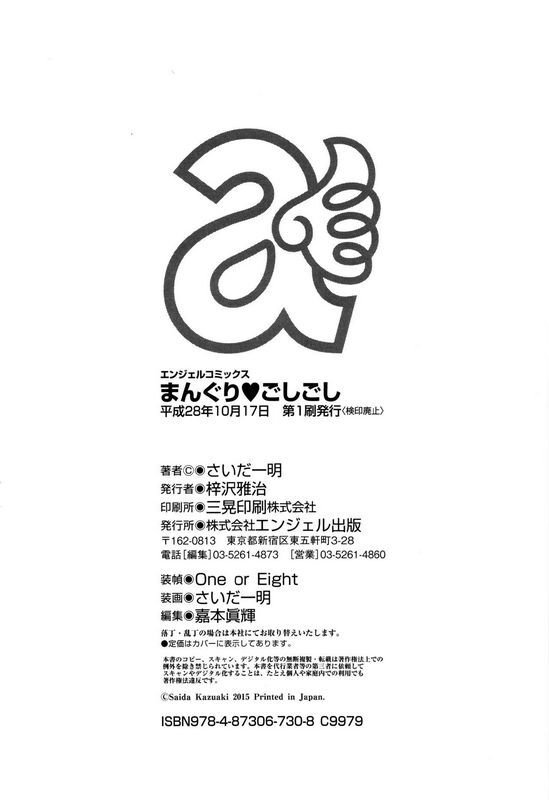 エンジェルコミックス
まんぐり♥ごしごし
平成28年10月17日　第1刷発行〈検印廃止〉
著者Ⓒ◉さいだ一明
発行者◉梓沢雅治
印刷所◉三晃印刷株式会社
発行所◉株式会社エンジェル出版
〒162-0813　東京都新宿区東五軒町3-28
電話[編集]03-5261-4873　[営業]03-5261-4860
装幀◉One or Eight
装画◉さいだ一明
編集◉嘉本眞輝
落丁・乱丁の場合は本社にてお取り替えいたします。
●定価はカバーに表示してあります。
本書のコピー、スキャン、デジタル化等の無断複製・転載は著作権法上での
例外を除き禁じられています。本書を代行業者等の第三者に依頼して
スキャンやデジタル化することは、たとえ個人や家庭内での利用でも
著作権法違反です。
©Saida Kazuaki 2015 Printed in Japan.
ISBN978-4-87306-730-8 C9979